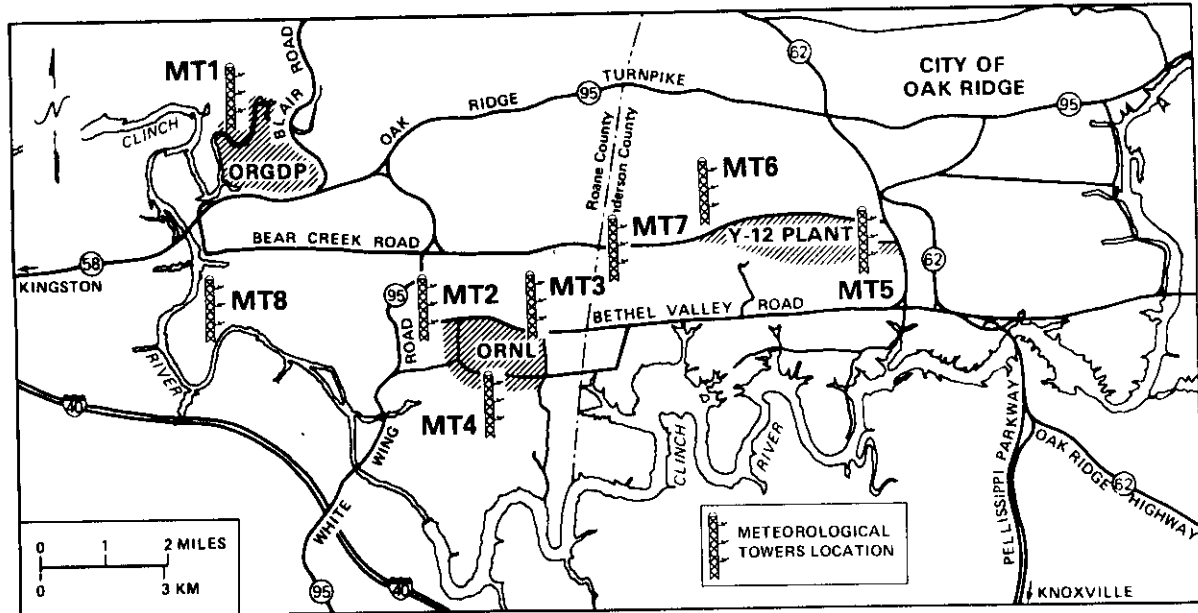 MT1
BLAIR ROAD
62
TURNPIKE
CITY OF
OAK RIDGE
95
RIDGE
95
OAK
N
CLINCH
ORGDP
Roane County
Anderson County
MT6
MT7
Y-12 PLANT
BEAR CREEK ROAD
58
KINGSTON
62
MT8
95
MT2
MT3
MT5
BETHEL VALLEY ROAD
ROAD
ORNL
RIVER
40
MT4
WING
CLINCH
RIVER
PELLISSIPPI PARKWAY
OAK RIDGE
HIGHWAY
62
WHITE
METEOROLOGICAL
TOWERS LOCATION
0 1 2 MILES
0 3 KM
95
40
KNOXVILLE